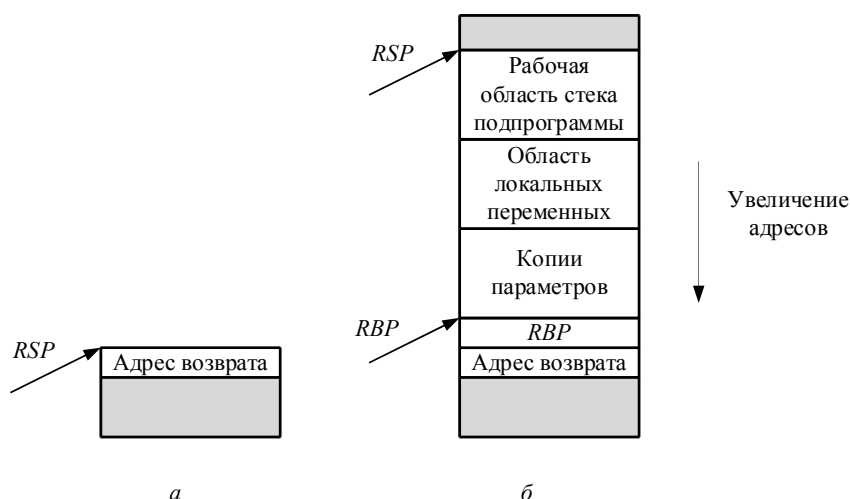 RSP
Адрес возврата
а
RSP
Рабочая
область стека
подпрограммы
Область
локальных
переменных
Копии
параметров
RBP
RBP
Адрес возврата
б
Увеличение
адресов